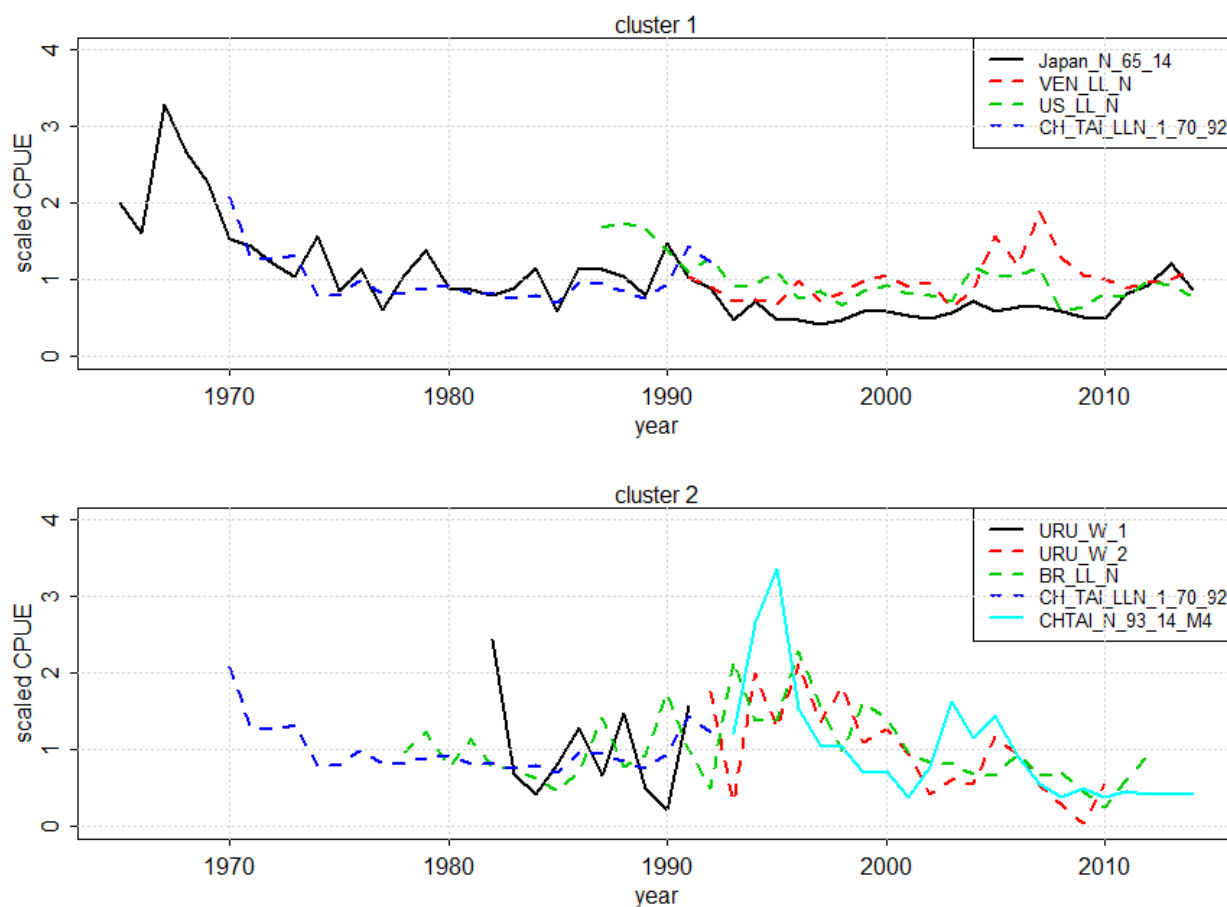 cluster 1
scaled CPUE
4
3
2
1
0
Japan_N_65_14
VEN_LL_N
US_LL_N
CH_TAI_LLN_1_70_92
1970 1980 1990 2000 2010
year
cluster 2
scaled CPUE
4
3
2
1
0
URU_W_1
URU_W_2
BR_LL_N
CH_TAI_LLN_1_70_92
CHTAI_N_93_14_M4
1970 1980 1990 2000 2010
year